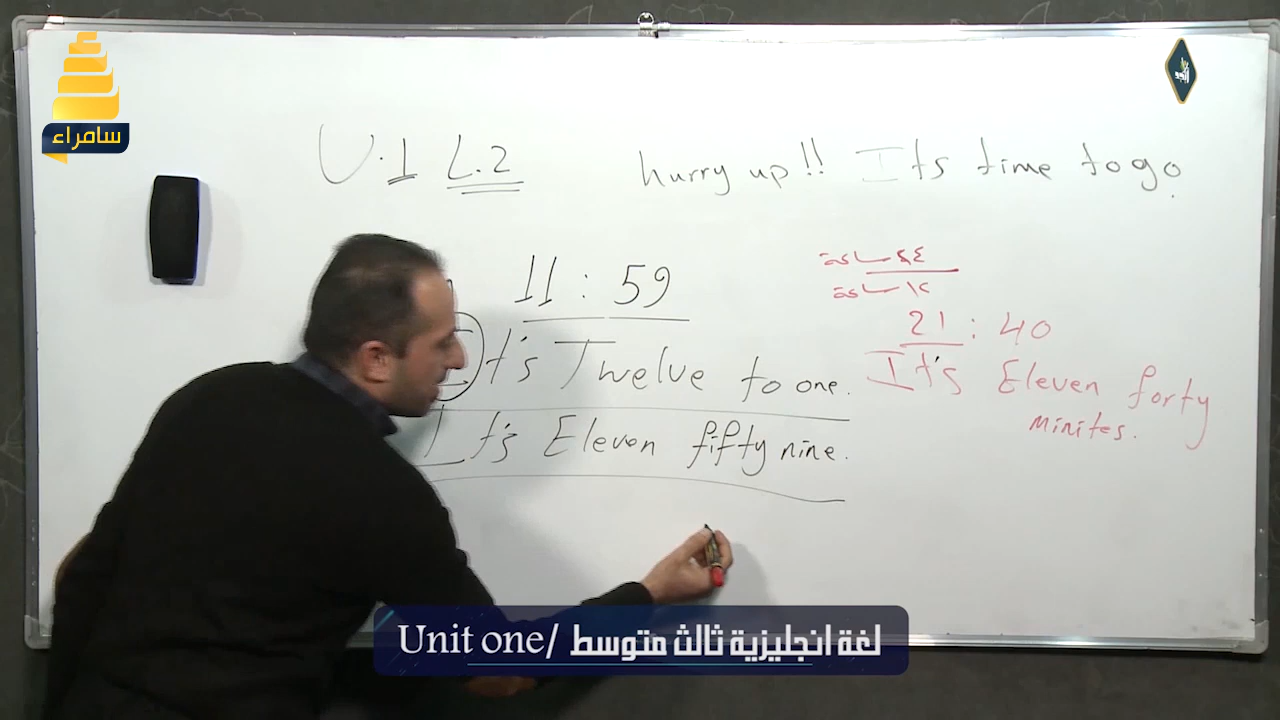 سامراء
U.1 L.2
hurry up!! Its time to go.
11 : 59
It's Twelve to one.
It's Eleven fifty nine.
٢٤ ساعة
١٢ ساعة
21 : 40
It's Eleven forty
minites.
Unit one/ لغة انجليزية ثالث متوسط